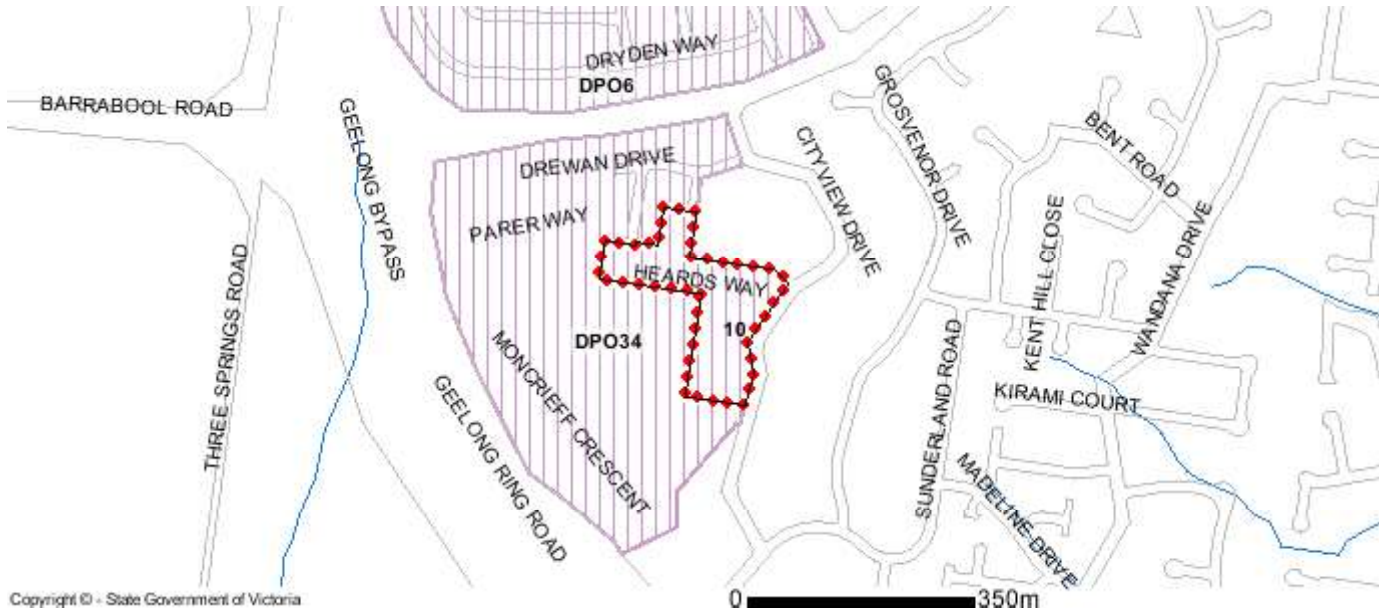 DRYDEN WAY
DPO6
BARRABOOL ROAD
GEELONG BYPASS
GROSVENOR DRIVE
BENT ROAD
CITYVIEW DRIVE
DREWAN DRIVE
PARER WAY
KENT HILL CLOSE
WANDANA DRIVE
HEARDS WAY
THREE SPRINGS ROAD
DPO34
10
MONCRIEFF CRESCENT
GEELONG RING ROAD
SUNDERLAND ROAD
KIRAMI COURT
MADELINE DRIVE
Copyright © - State Government of Victoria
0 350m